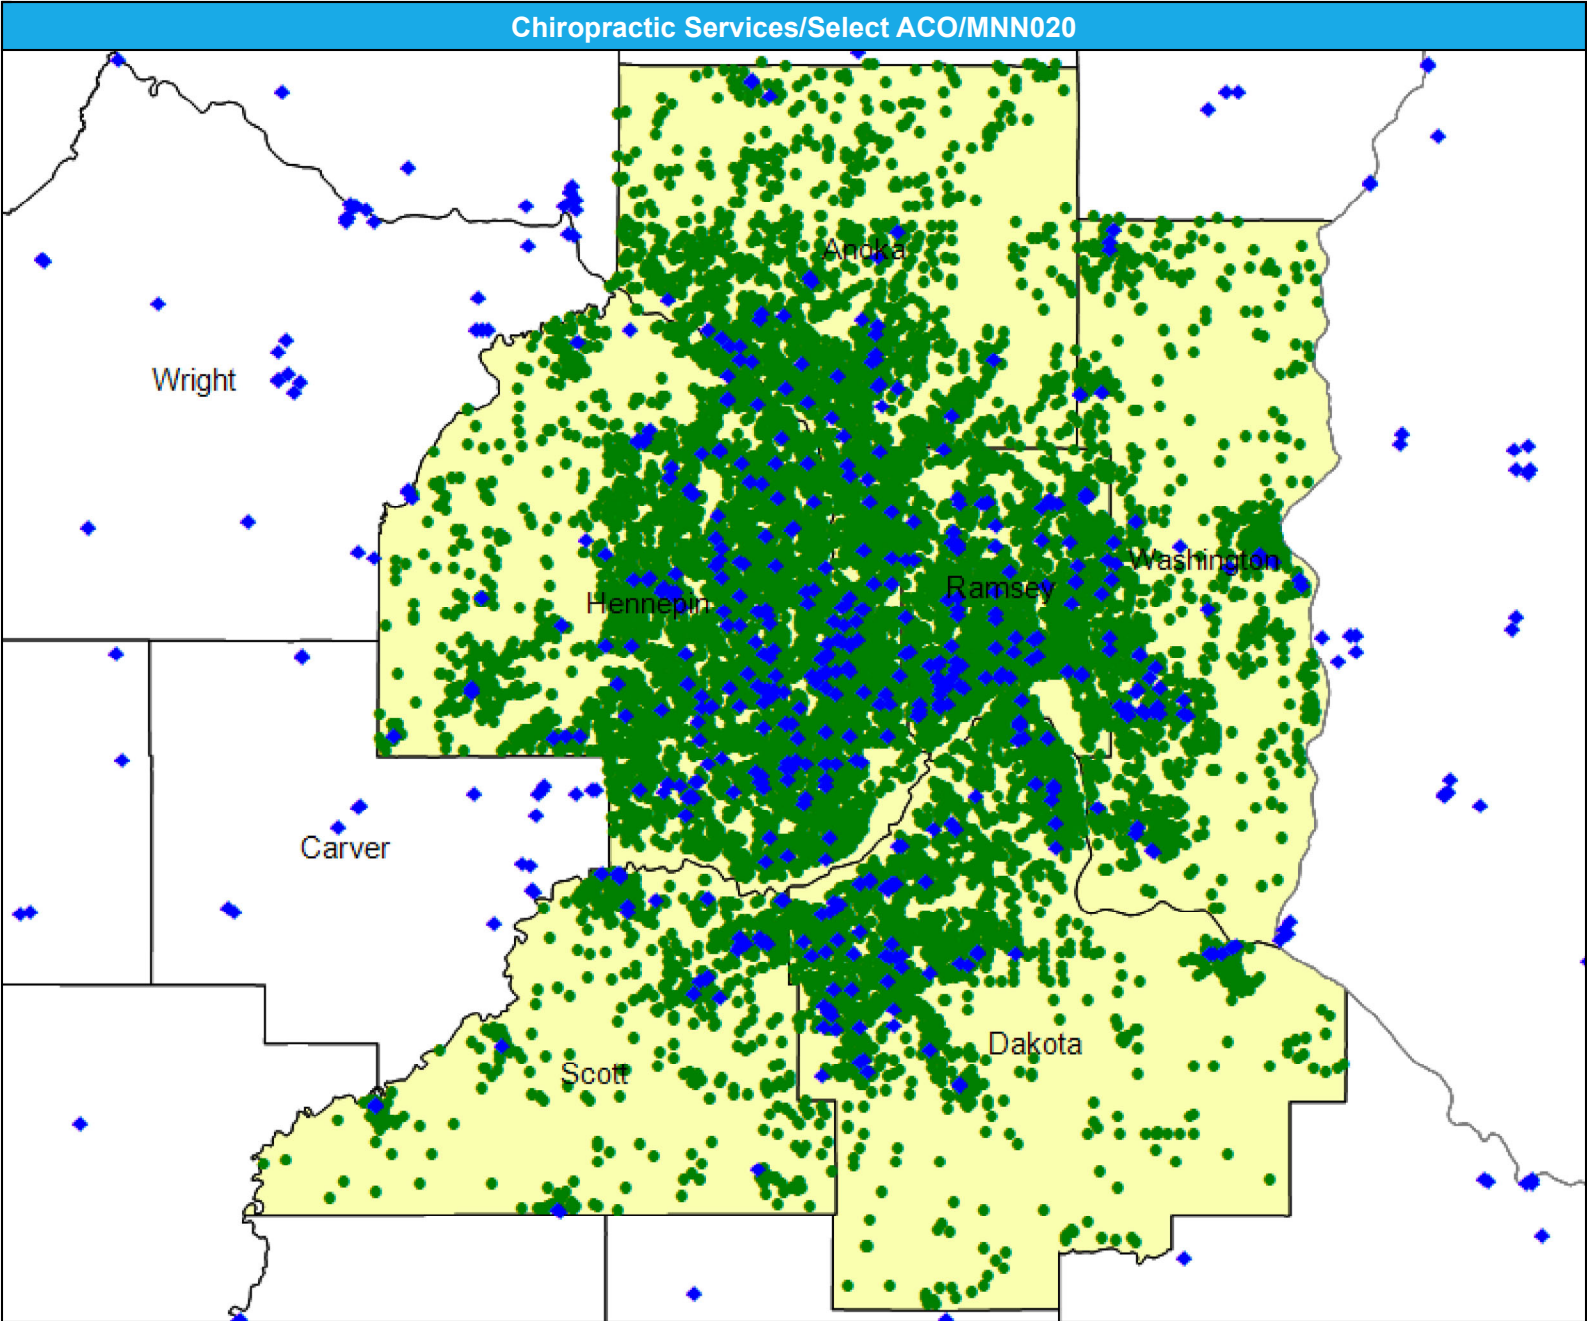 Chiropractic Services/Select ACO/MNN020
Anoka
Wright
Washington
Ramsey
Hennepin
Carver
Dakota
Scott